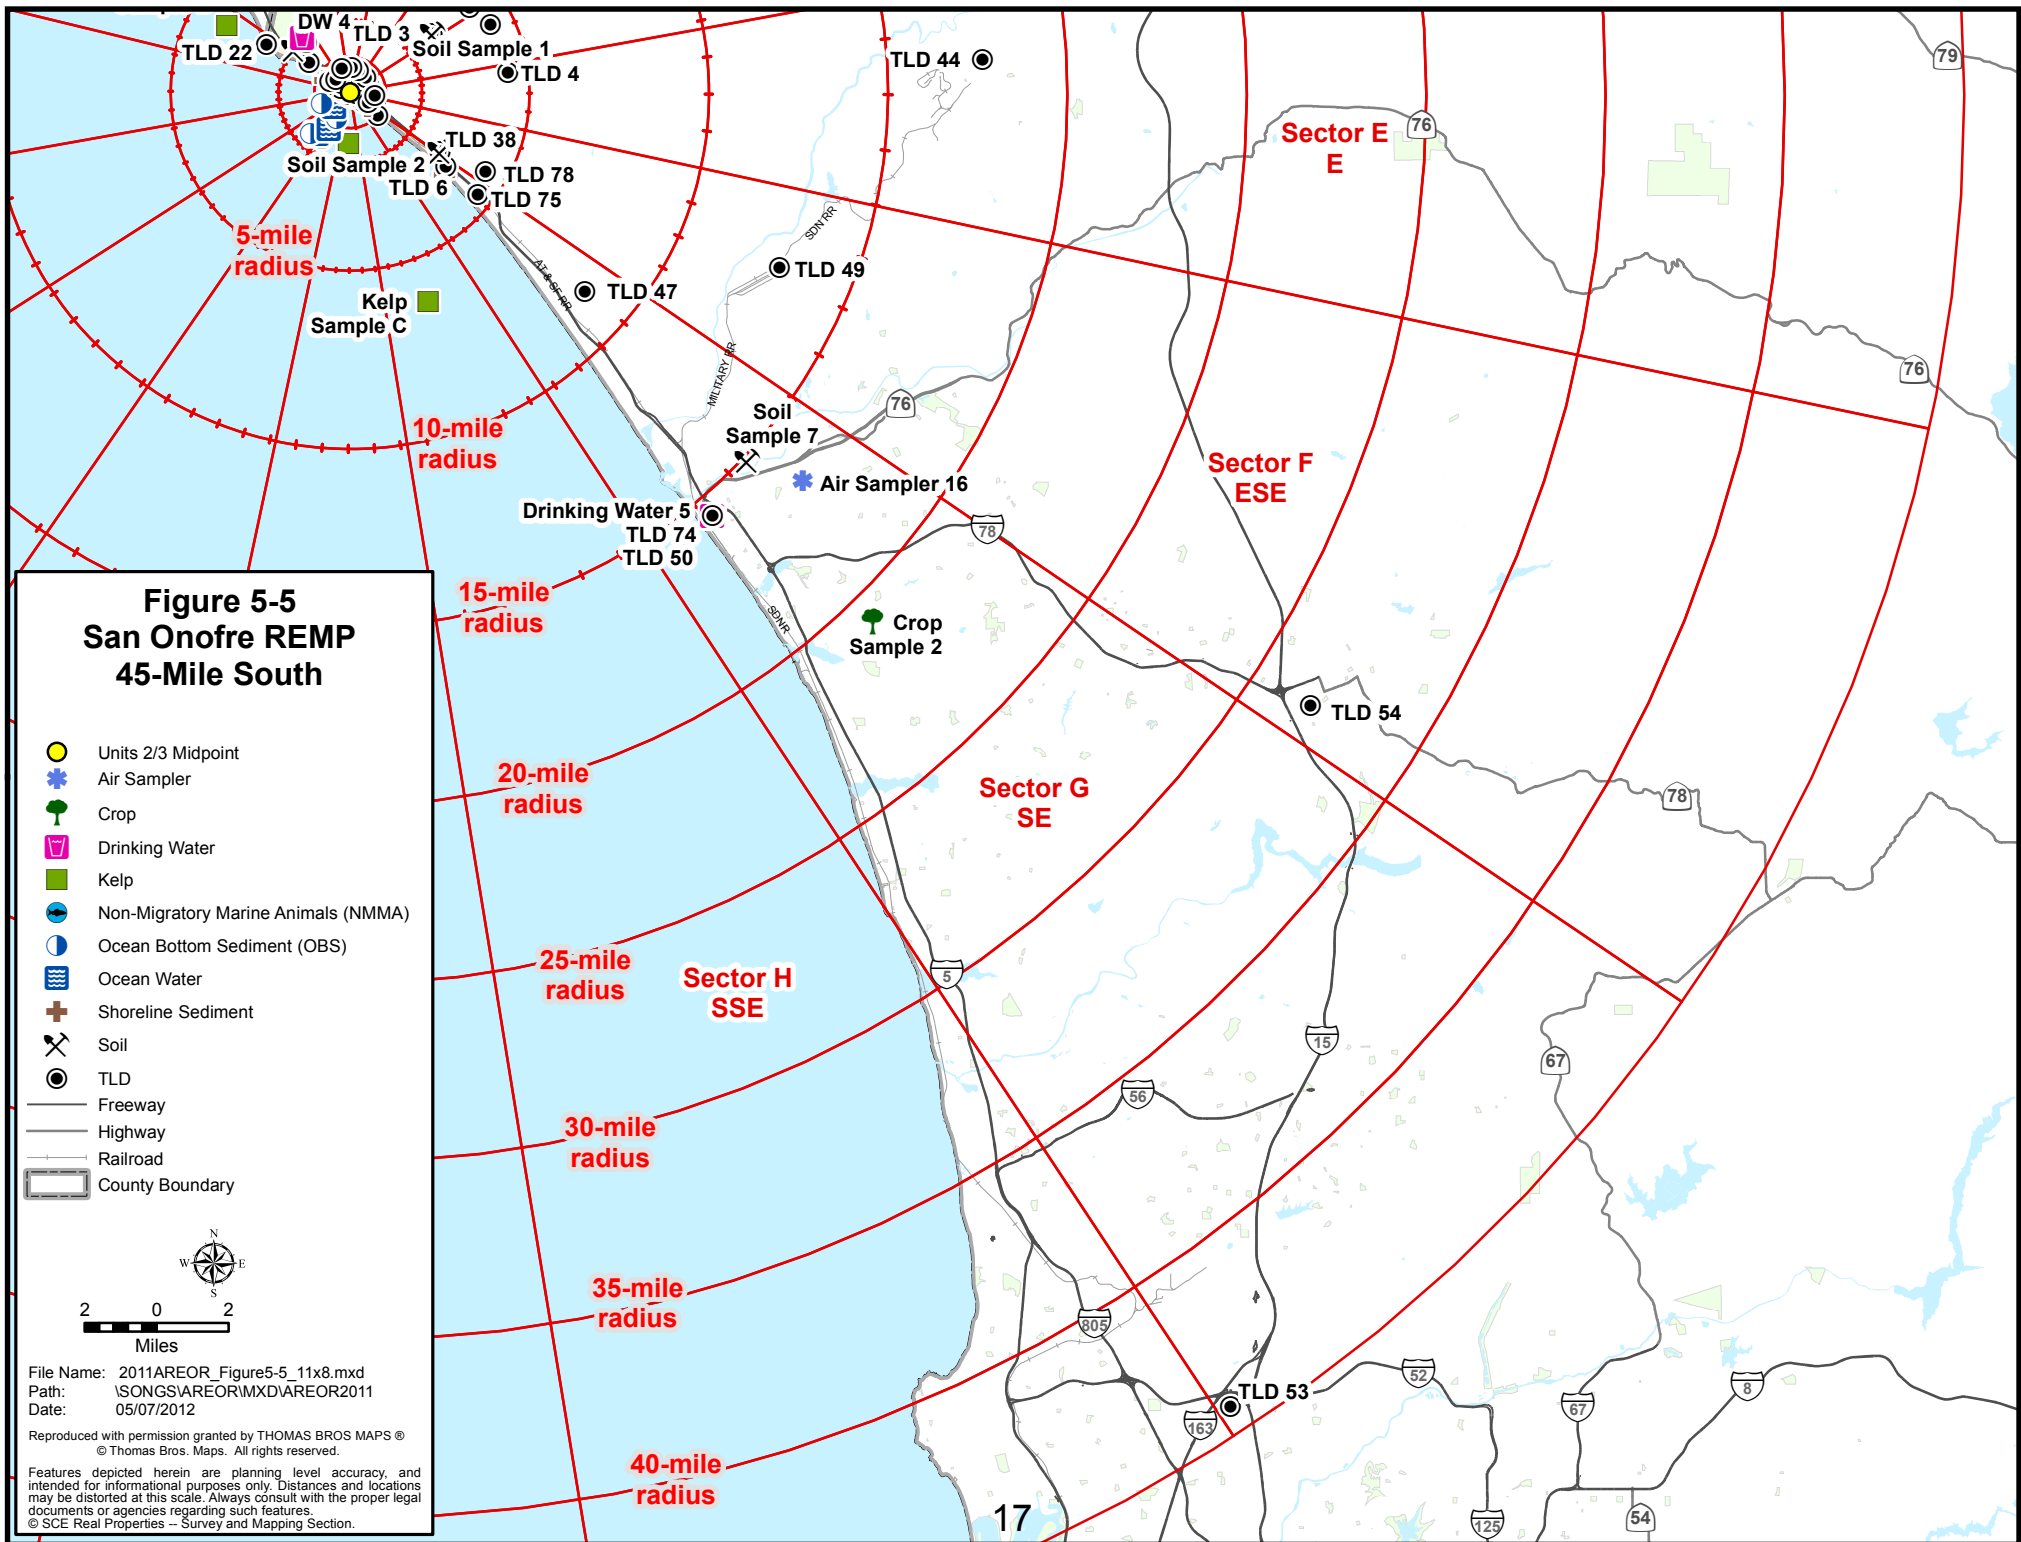 DW 4
TLD 3
TLD 22
Soil Sample 1
TLD 4
TLD 44
79
76
Sector E
E
TLD 38
Soil Sample 2
TLD 6
TLD 78
TLD 75
5-mile
radius
SDN RR
AT & SF RR
TLD 49
TLD 47
Kelp
Sample C
MILITARY RR
76
76
10-mile
radius
Soil
Sample 7
Sector F
ESE
Air Sampler 16
Drinking Water 5
TLD 74
TLD 50
78
15-mile
radius
SDNR
Crop
Sample 2
TLD 54
20-mile
radius
Sector G
SE
78
25-mile
radius
Sector H
SSE
5
15
67
56
30-mile
radius
35-mile
radius
805
TLD 53
52
8
163
67
40-mile
radius
17
125
54
Figure 5-5
San Onofre REMP
45-Mile South
Units 2/3 Midpoint
Air Sampler
Crop
Drinking Water
Kelp
Non-Migratory Marine Animals (NMMA)
Ocean Bottom Sediment (OBS)
Ocean Water
Shoreline Sediment
Soil
TLD
Freeway
Highway
Railroad
County Boundary
N
W E
S
2 0 2
Miles
File Name: 2011AREOR_Figure5-5_11x8.mxd
Path: \SONGS\AREOR\MXD\AREOR2011
Date: 05/07/2012
Reproduced with permission granted by THOMAS BROS MAPS ®
© Thomas Bros. Maps. All rights reserved.
Features depicted herein are planning level accuracy, and
intended for informational purposes only. Distances and locations
may be distorted at this scale. Always consult with the proper legal
documents or agencies regarding such features.
© SCE Real Properties -- Survey and Mapping Section.